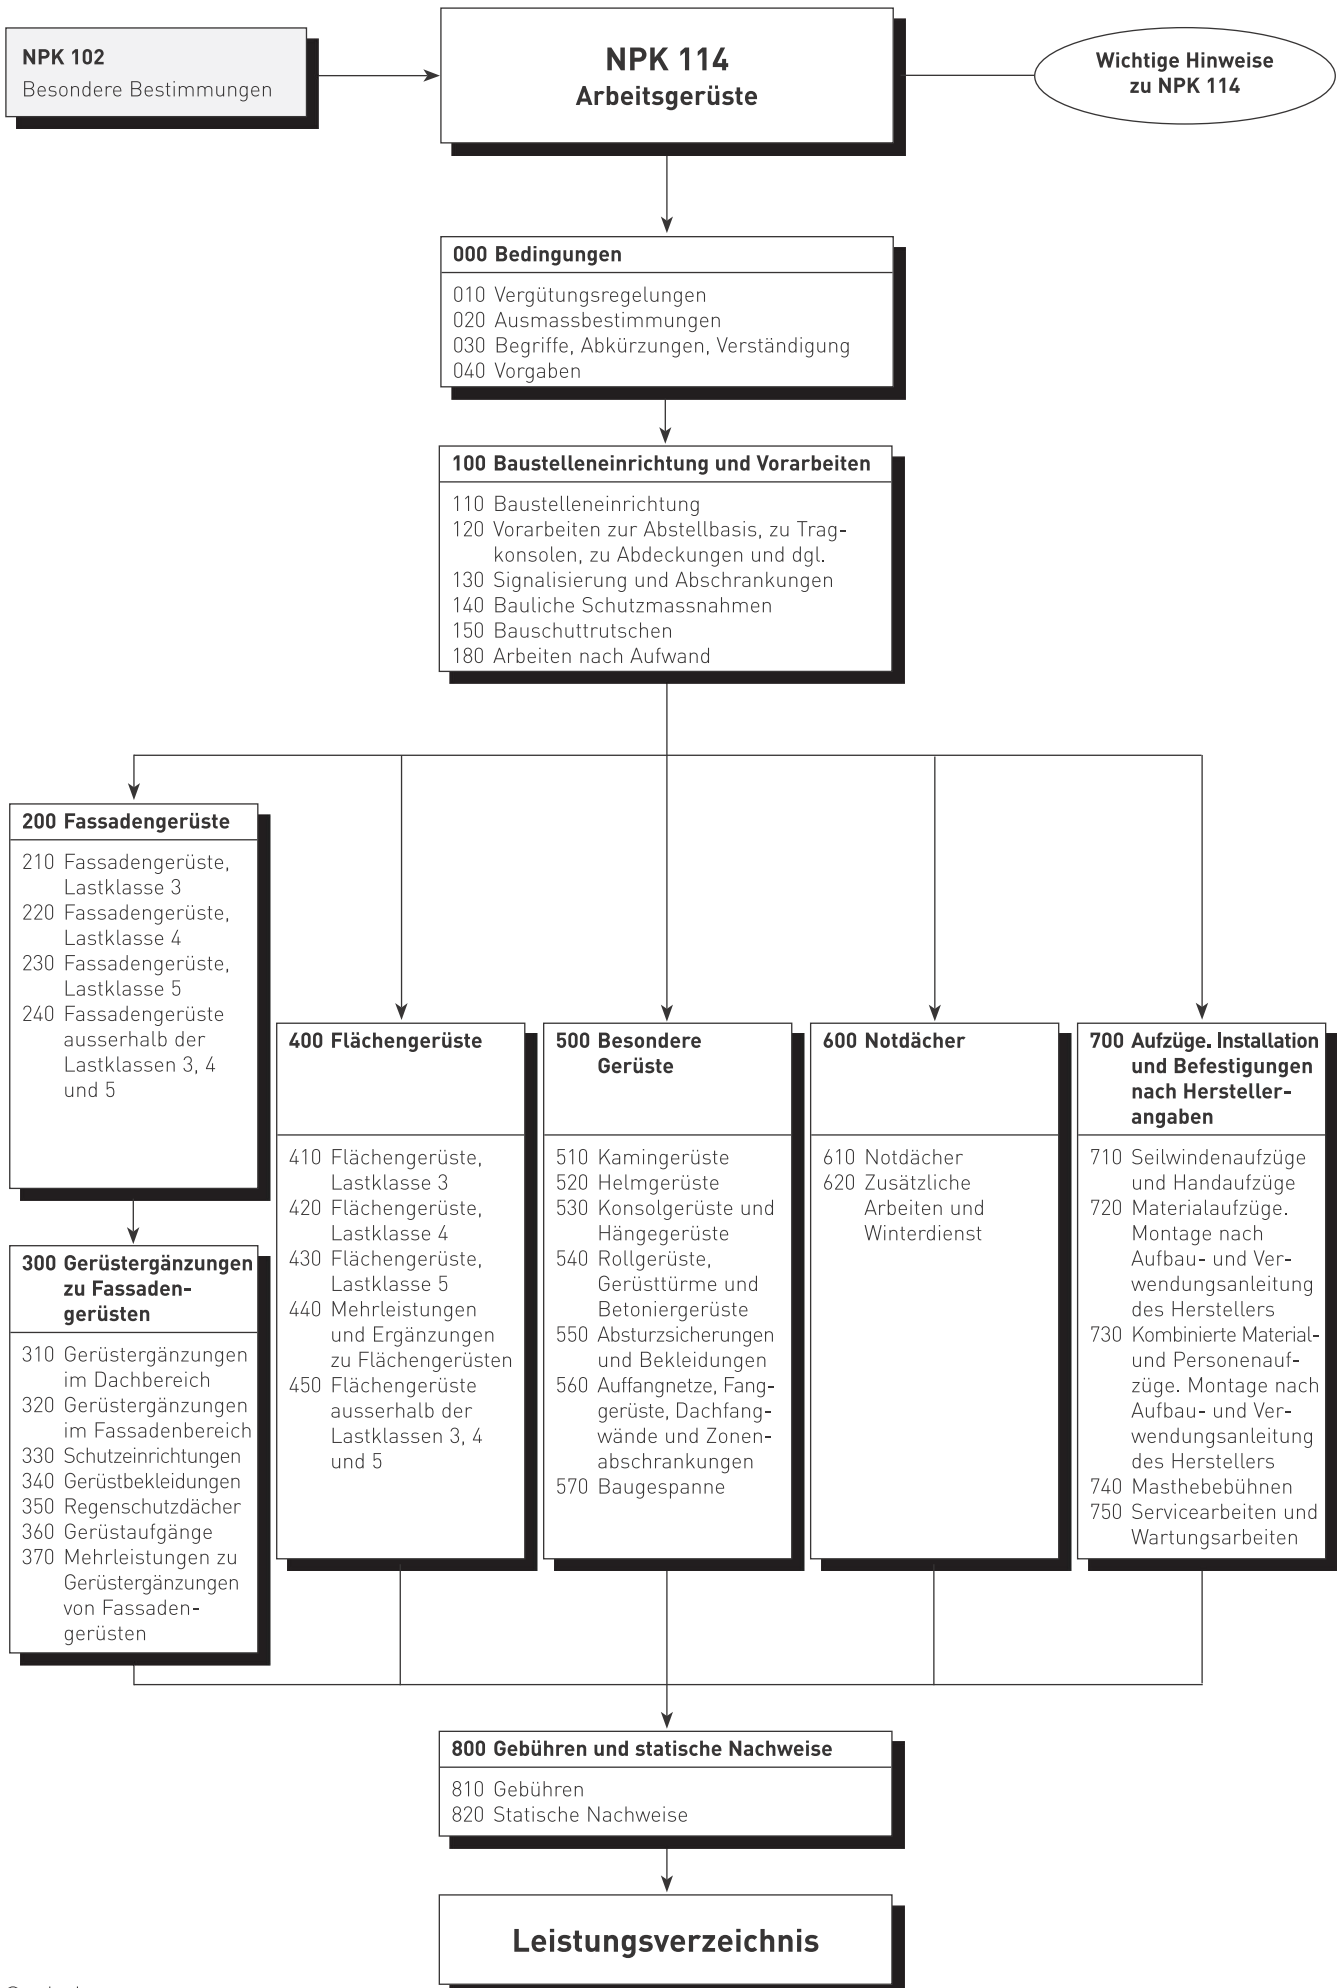 NPK 102
Besondere Bestimmungen
NPK 114
Arbeitsgerüste
Wichtige Hinweise
zu NPK 114
000 Bedingungen
010 Vergütungsregelungen
020 Ausmassbestimmungen
030 Begriffe, Abkürzungen, Verständigung
040 Vorgaben
100 Baustelleneinrichtung und Vorarbeiten
110 Baustelleneinrichtung
120 Vorarbeiten zur Abstellbasis, zu Trag-
konsolen, zu Abdeckungen und dgl.
130 Signalisierung und Abschrankungen
140 Bauliche Schutzmassnahmen
150 Bauschuttrutschen
180 Arbeiten nach Aufwand
200 Fassadengerüste
210 Fassadengerüste,
Lastklasse 3
220 Fassadengerüste,
Lastklasse 4
230 Fassadengerüste,
Lastklasse 5
240 Fassadengerüste
ausserhalb der
Lastklassen 3, 4
und 5
300 Gerüstergänzungen
zu Fassaden-
gerüsten
310 Gerüstergänzungen
im Dachbereich
320 Gerüstergänzungen
im Fassadenbereich
330 Schutzeinrichtungen
340 Gerüstbekleidungen
350 Regenschutzdächer
360 Gerüstaufgänge
370 Mehrleistungen zu
Gerüstergänzungen
von Fassaden-
gerüsten
400 Flächengerüste
410 Flächengerüste,
Lastklasse 3
420 Flächengerüste,
Lastklasse 4
430 Flächengerüste,
Lastklasse 5
440 Mehrleistungen
und Ergänzungen
zu Flächengerüsten
450 Flächengerüste
ausserhalb der
Lastklassen 3, 4
und 5
500 Besondere
Gerüste
510 Kamingerüste
520 Helmgerüste
530 Konsolgerüste und
Hängegerüste
540 Rollgerüste,
Gerüsttürme und
Betoniergerüste
550 Absturzsicherungen
und Bekleidungen
560 Auffangnetze, Fang-
gerüste, Dachfang-
wände und Zonen-
abschrankungen
570 Baugespanne
600 Notdächer
610 Notdächer
620 Zusätzliche
Arbeiten und
Winterdienst
700 Aufzüge. Installation
und Befestigungen
nach Hersteller-
angaben
710 Seilwindenaufzüge
und Handaufzüge
720 Materialaufzüge.
Montage nach
Aufbau- und Ver-
wendungsanleitung
des Herstellers
730 Kombinierte Material-
und Personenauf-
züge. Montage nach
Aufbau- und Ver-
wendungsanleitung
des Herstellers
740 Masthebebühnen
750 Servicearbeiten und
Wartungsarbeiten
800 Gebühren und statische Nachweise
810 Gebühren
820 Statische Nachweise
Leistungsverzeichnis